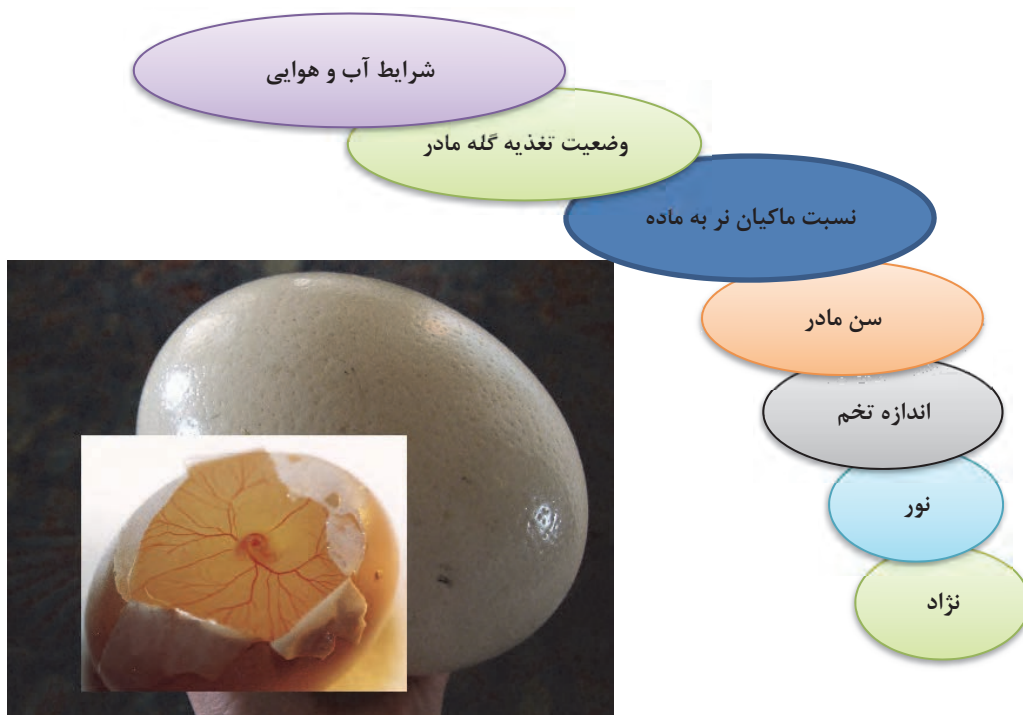 شرایط آب و هوایی
وضعیت تغذیه گله مادر
نسبت ماکیان نر به ماده
سن مادر
اندازه تخم
نور
نژاد